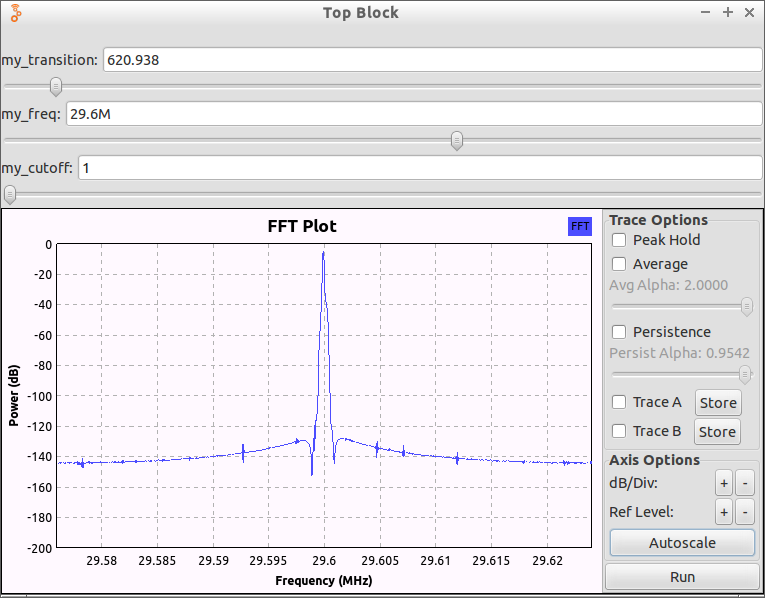 Top Block
my_transition: 620.938
my_freq: 29.6M
my_cutoff: 1
FFT Plot
FFT
0
-20
-40
-60
-80
-100
-120
-140
-160
-180
-200
Power (dB)
29.58 29.585 29.59 29.595 29.6 29.605 29.61 29.615 29.62
Frequency (MHz)
Trace Options
Peak Hold
Average
Avg Alpha: 2.0000
Persistence
Persist Alpha: 0.9542
Trace A Store
Trace B Store
Axis Options
dB/Div: + -
Ref Level: + -
Autoscale
Run